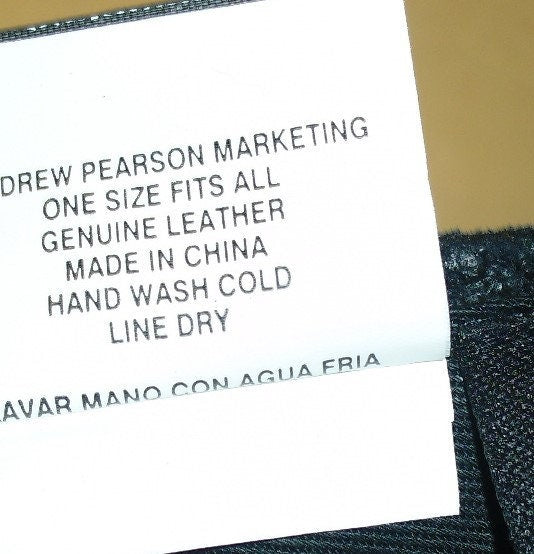 DREW PEARSON MARKETING
ONE SIZE FITS ALL
GENUINE LEATHER
MADE IN CHINA
HAND WASH COLD
LINE DRY
LAVAR MANO CON AGUA FRIA